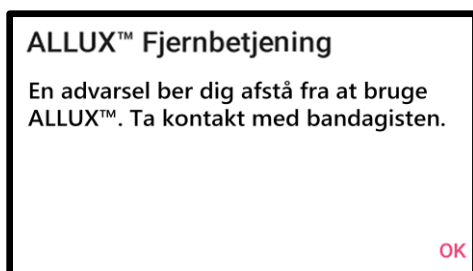 ALLUX™ Fjernbetjening
En advarsel ber dig afstå fra at bruge
ALLUX™. Ta kontakt med bandagisten.
OK